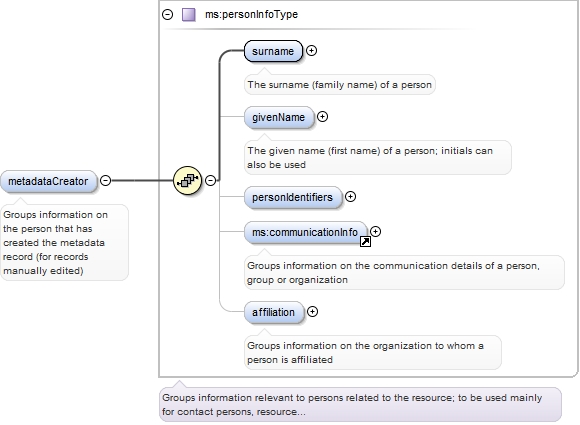 ms:personInfoType
surname
The surname (family name) of a person
givenName
The given name (first name) of a person; initials can
also be used
metadataCreator
Groups information on
the person that has
created the metadata
record (for records
manually edited)
personIdentifiers
ms:communicationInfo
Groups information on the communication details of a person,
group or organization
affiliation
Groups information on the organization to whom a
person is affiliated
Groups information relevant to persons related to the resource; to be used mainly
for contact persons, resource...